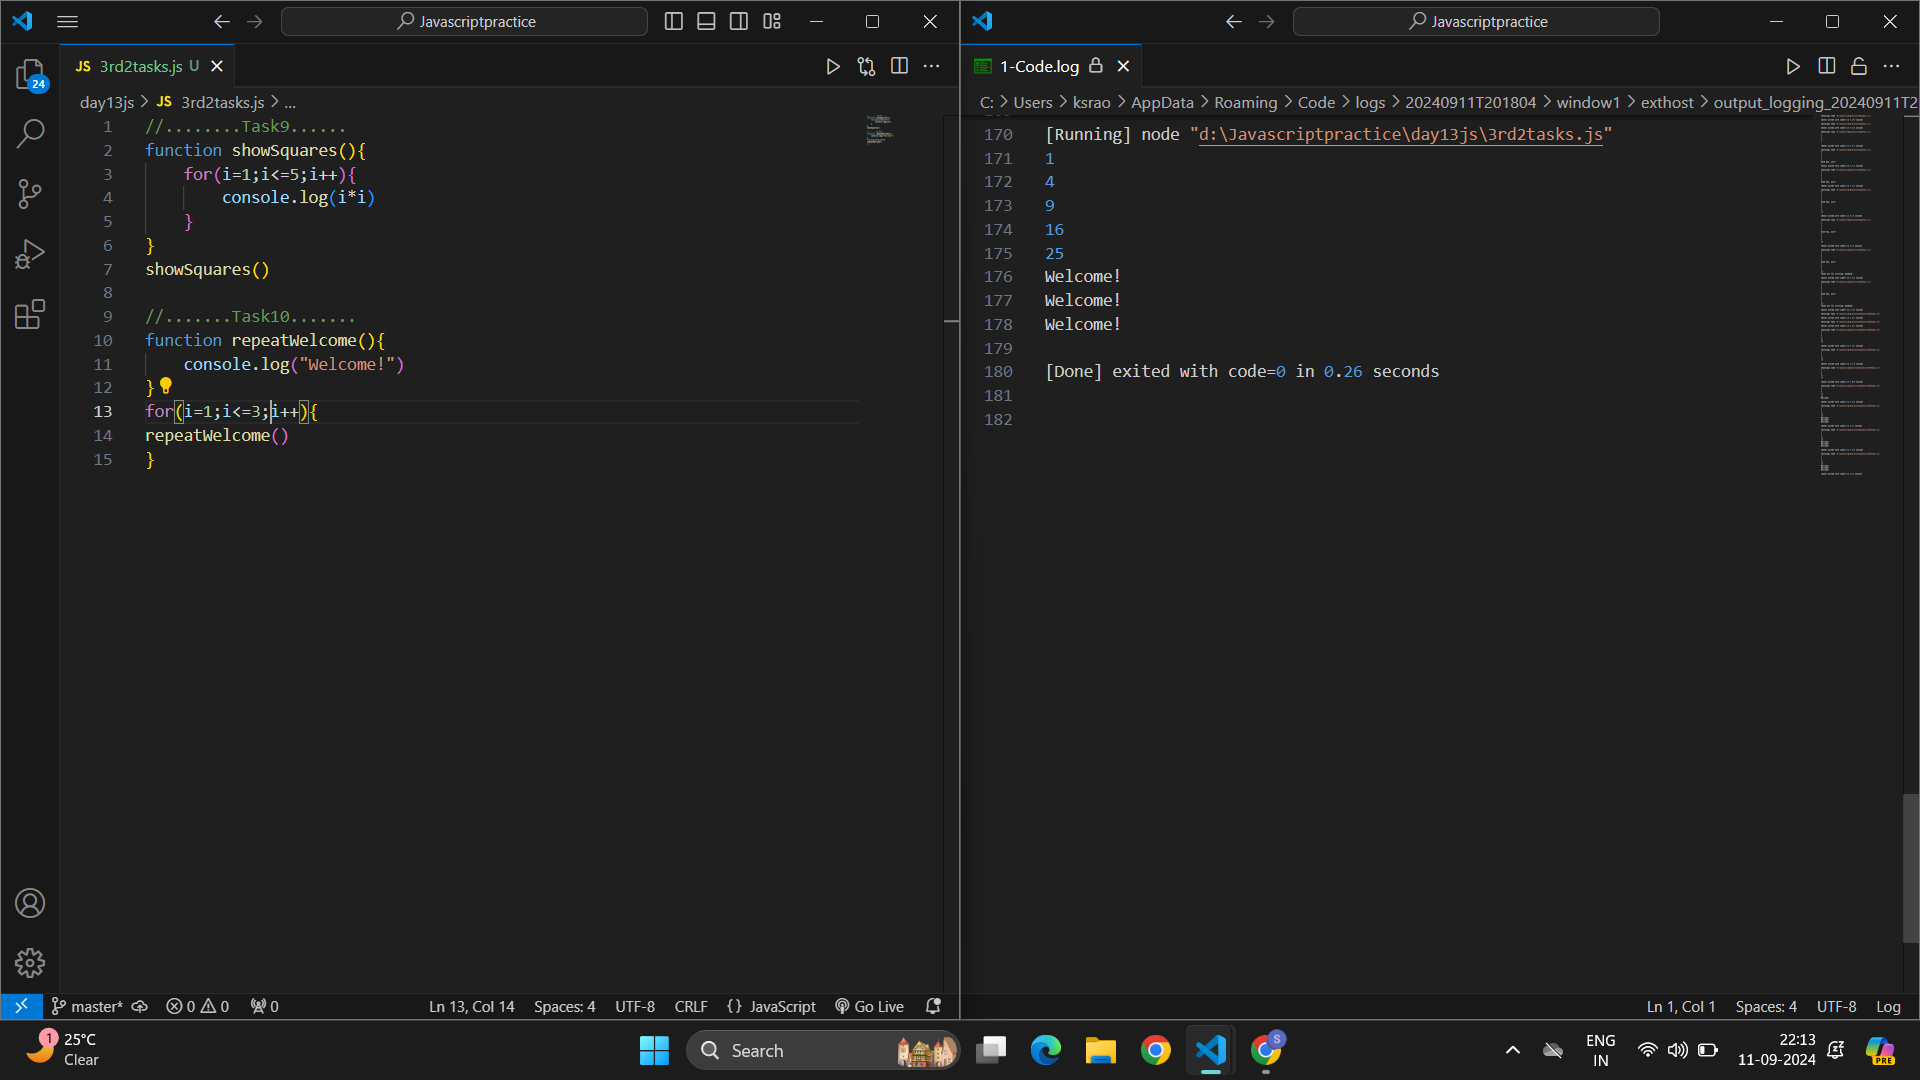 Javascriptpractice
JS 3rd2tasks.js U
day13js > JS 3rd2tasks.js > ...
24
1 //........Task9......
2 function showSquares(){
3 for(i=1;i<=5;i++){
4 console.log(i*i)
5 }
6 }
7 showSquares()
8
9 //.......Task10.......
10 function repeatWelcome(){
11 console.log("Welcome!")
12 }
13 for(i=1;i<=3;i++){
14 repeatWelcome()
15 }
master* 0 0 0 Ln 13, Col 14 Spaces: 4 UTF-8 CRLF {} JavaScript Go Live
Javascriptpractice
1-Code.log
C: > Users > ksrao > AppData > Roaming > Code > logs > 20240911T201804 > window1 > exthost > output_logging_20240911T2
170 [Running] node "d:\Javascriptpractice\day13js\3rd2tasks.js"
171 1
172 4
173 9
174 16
175 25
176 Welcome!
177 Welcome!
178 Welcome!
179
180 [Done] exited with code=0 in 0.26 seconds
181
182
Ln 1, Col 1 Spaces: 4 UTF-8 Log
1
25°C
Clear
Search
S
ENG
IN
22:13
11-09-2024
PRE